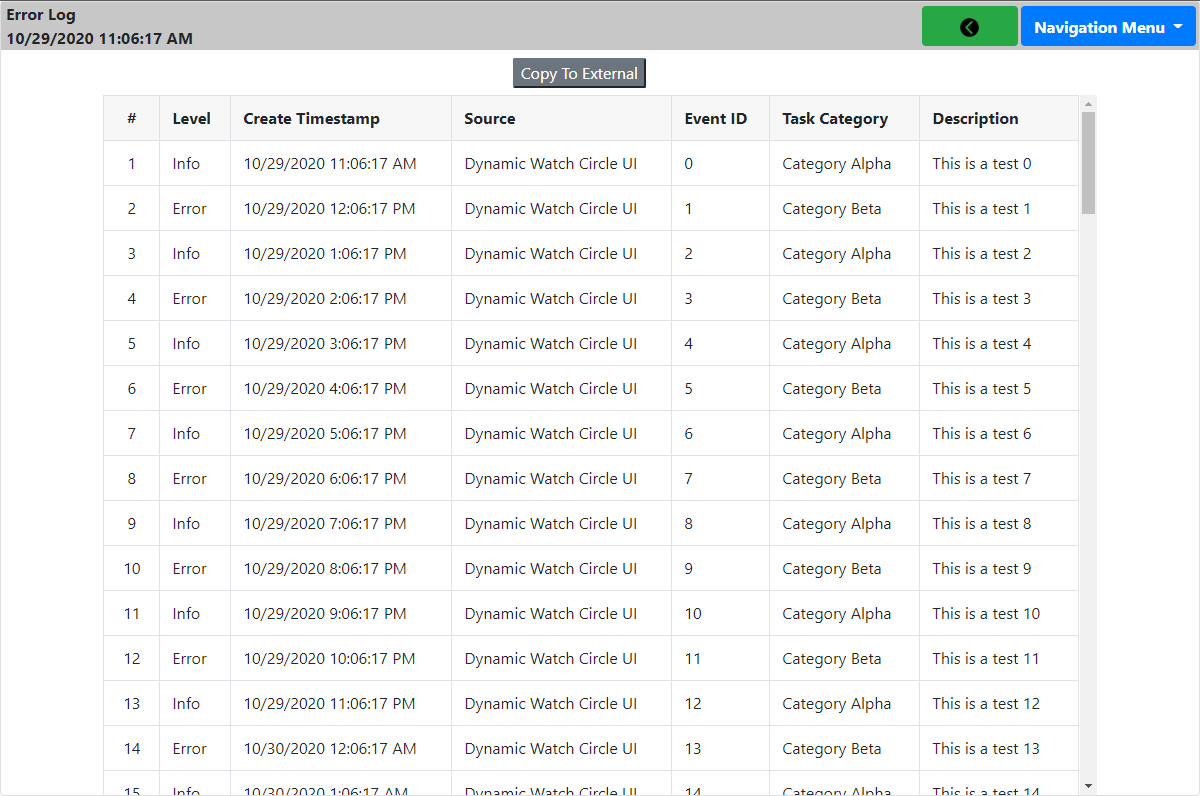 Error Log
10/29/2020 11:06:17 AM
Navigation Menu
Copy To External
# Level Create Timestamp Source Event ID Task Category Description
1 Info 10/29/2020 11:06:17 AM Dynamic Watch Circle UI 0 Category Alpha This is a test 0
2 Error 10/29/2020 12:06:17 PM Dynamic Watch Circle UI 1 Category Beta This is a test 1
3 Info 10/29/2020 1:06:17 PM Dynamic Watch Circle UI 2 Category Alpha This is a test 2
4 Error 10/29/2020 2:06:17 PM Dynamic Watch Circle UI 3 Category Beta This is a test 3
5 Info 10/29/2020 3:06:17 PM Dynamic Watch Circle UI 4 Category Alpha This is a test 4
6 Error 10/29/2020 4:06:17 PM Dynamic Watch Circle UI 5 Category Beta This is a test 5
7 Info 10/29/2020 5:06:17 PM Dynamic Watch Circle UI 6 Category Alpha This is a test 6
8 Error 10/29/2020 6:06:17 PM Dynamic Watch Circle UI 7 Category Beta This is a test 7
9 Info 10/29/2020 7:06:17 PM Dynamic Watch Circle UI 8 Category Alpha This is a test 8
10 Error 10/29/2020 8:06:17 PM Dynamic Watch Circle UI 9 Category Beta This is a test 9
11 Info 10/29/2020 9:06:17 PM Dynamic Watch Circle UI 10 Category Alpha This is a test 10
12 Error 10/29/2020 10:06:17 PM Dynamic Watch Circle UI 11 Category Beta This is a test 11
13 Info 10/29/2020 11:06:17 PM Dynamic Watch Circle UI 12 Category Alpha This is a test 12
14 Error 10/30/2020 12:06:17 AM Dynamic Watch Circle UI 13 Category Beta This is a test 13
15 Info 10/30/2020 1:06:17 AM Dynamic Watch Circle UI 14 Category Alpha This is a test 14